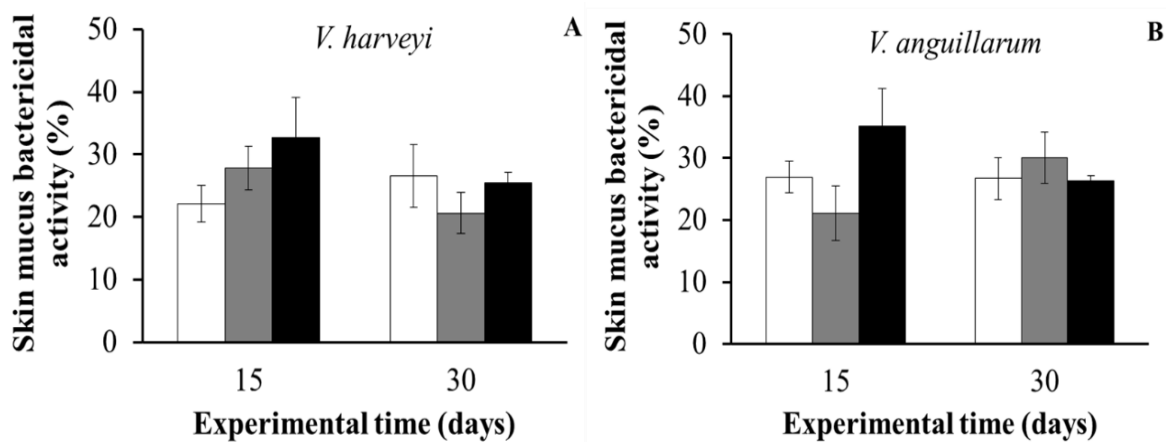 Skin mucus bactericidal
activity (%)
50
40
30
20
10
0
V. harveyi
A
15
30
Experimental time (days)
Skin mucus bactericidal
activity (%)
50
40
30
20
10
0
V. anguillarum
B
15
30
Experimental time (days)